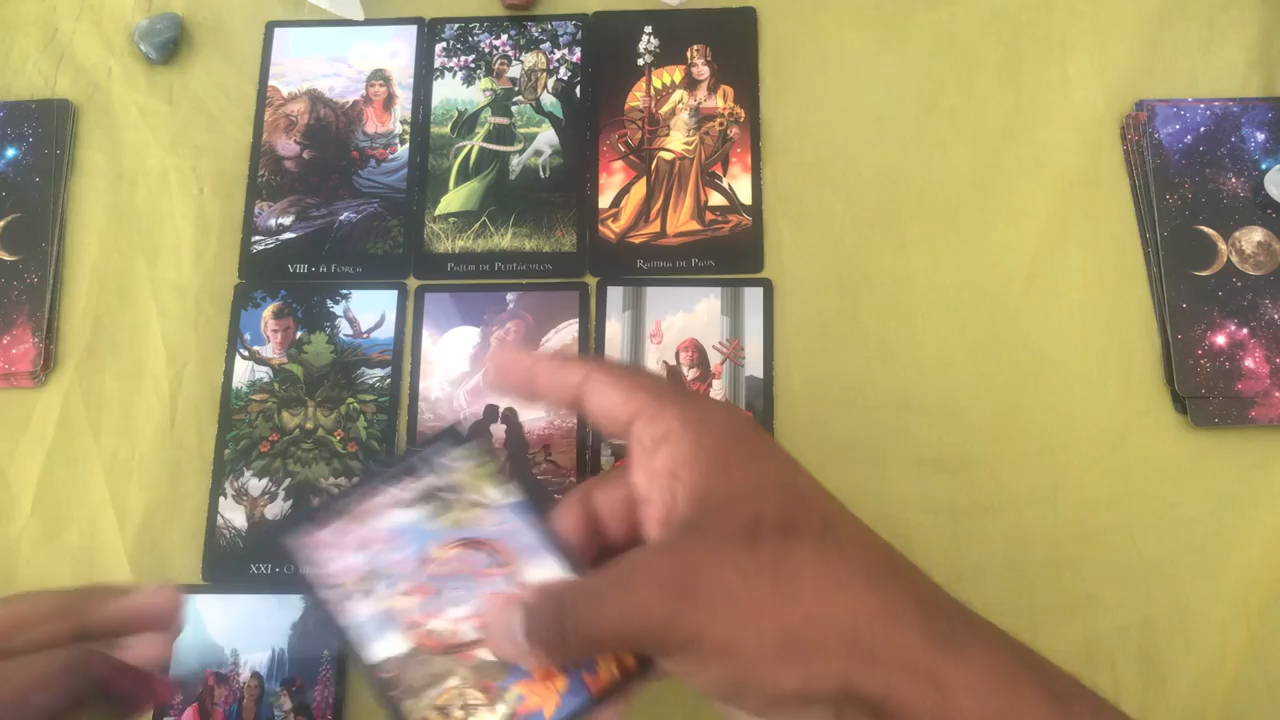 VIII • A Força
Pajem de Pentáculos
Rainha de Paus
XXI • O